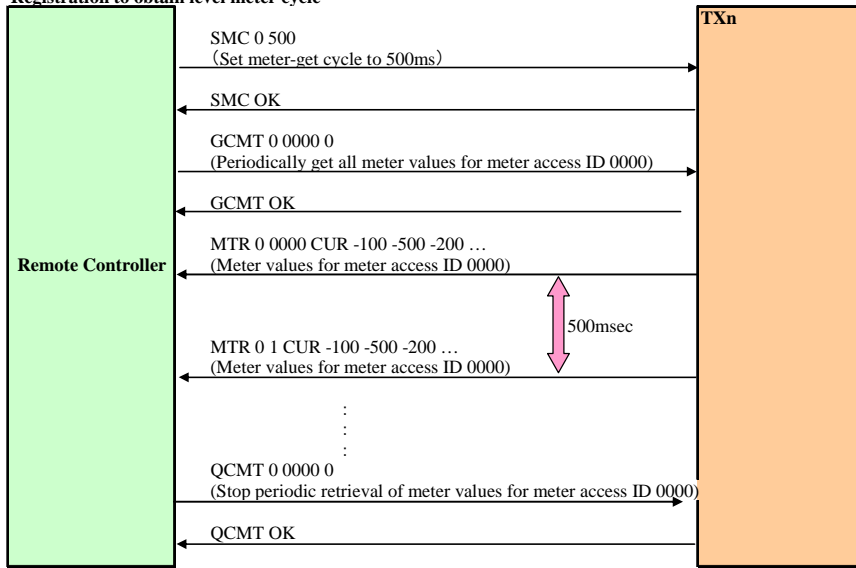 Registration to obtain level meter cycle
TXn
SMC 0 500
（Set meter-get cycle to 500ms）
SMC OK
GCMT 0 0000 0
(Periodically get all meter values for meter access ID 0000)
GCMT OK
MTR 0 0000 CUR -100 -500 -200 …
Remote Controller
(Meter values for meter access ID 0000)
500msec
MTR 0 1 CUR -100 -500 -200 …
(Meter values for meter access ID 0000)
:
:
:
QCMT 0 0000 0
(Stop periodic retrieval of meter values for meter access ID 0000)
QCMT OK